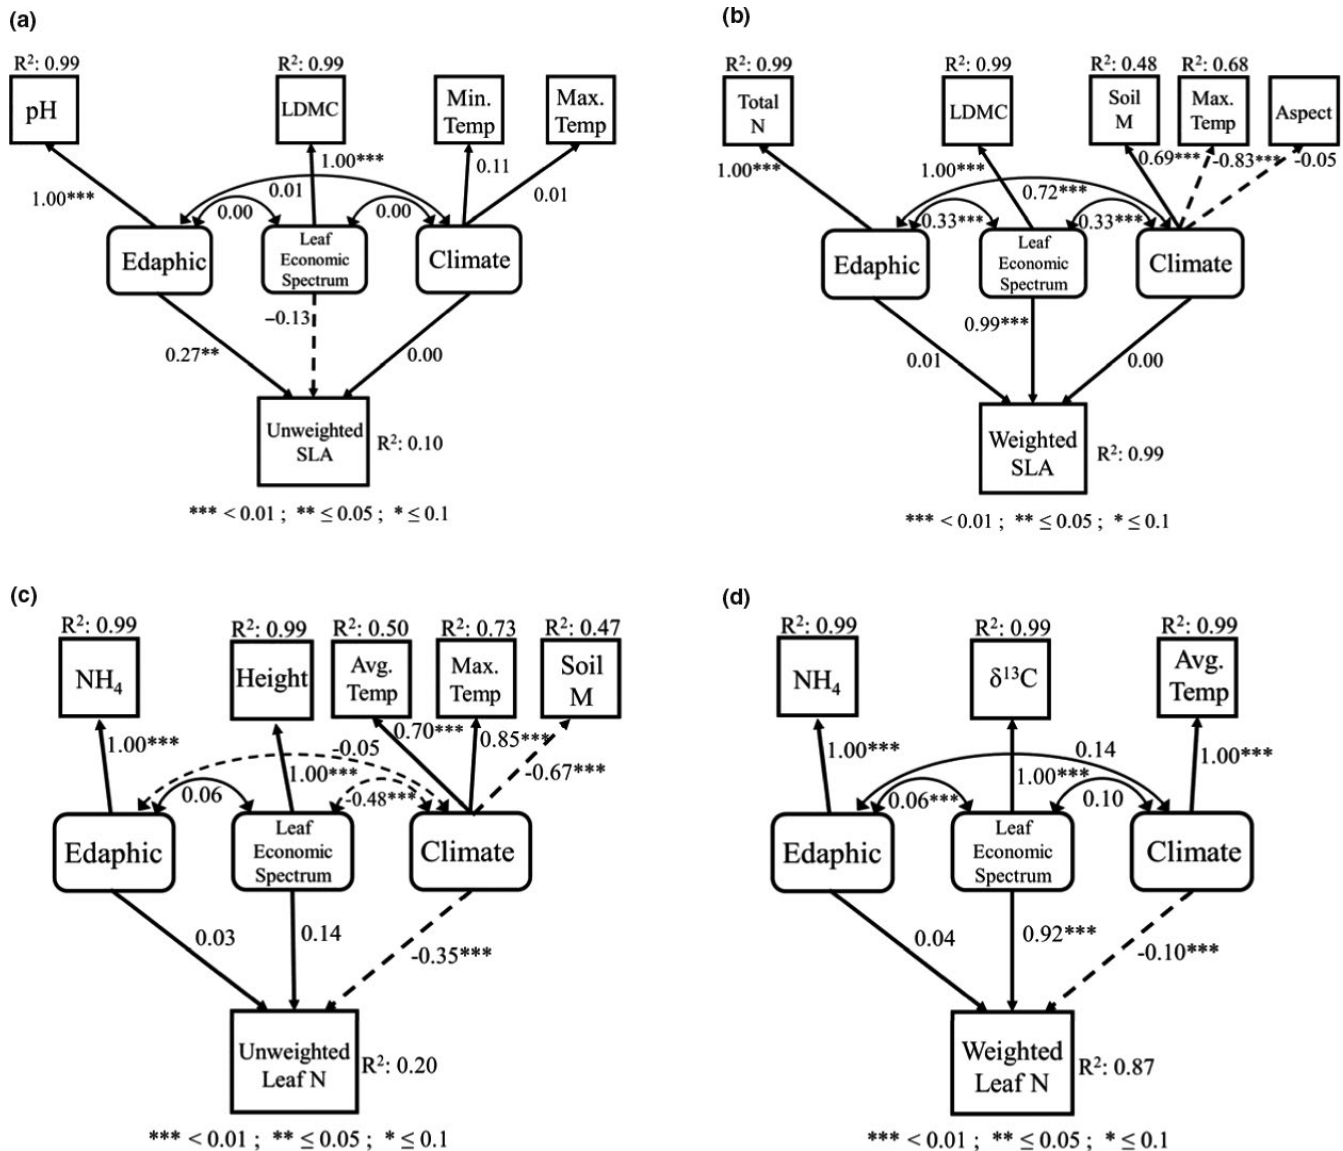 (a)
R²: 0.99
R²: 0.99
pH
LDMC
Min.
Temp
Max.
Temp
1.00***
1.00***
0.11
0.01
0.01
0.00
0.00
Edaphic
Leaf
Economic
Spectrum
Climate
−0.13
0.27**
0.00
Unweighted
SLA
R²: 0.10
*** < 0.01 ; ** ≤ 0.05 ; * ≤ 0.1
(b)
R²: 0.99
R²: 0.99
R²: 0.48
R²: 0.68
Total
N
LDMC
Soil
M
Max.
Temp
Aspect
1.00***
1.00***
0.69***
-0.83***
-0.05
0.72***
0.33***
0.33***
Edaphic
Leaf
Economic
Spectrum
Climate
0.99***
0.01
0.00
Weighted
SLA
R²: 0.99
*** < 0.01 ; ** ≤ 0.05 ; * ≤ 0.1
(c)
R²: 0.99
R²: 0.99
R²: 0.50
R²: 0.73
R²: 0.47
NH₄
Height
Avg.
Temp
Max.
Temp
Soil
M
1.00***
1.00***
0.70***
0.85***
-0.67***
-0.05
0.06
-0.48***
Edaphic
Leaf
Economic
Spectrum
Climate
0.03
0.14
-0.35***
Unweighted
Leaf N
R²: 0.20
*** < 0.01 ; ** ≤ 0.05 ; * ≤ 0.1
(d)
R²: 0.99
R²: 0.99
R²: 0.99
NH₄
δ¹³C
Avg.
Temp
1.00***
1.00***
1.00***
0.14
0.06***
0.10
Edaphic
Leaf
Economic
Spectrum
Climate
0.04
0.92***
-0.10***
Weighted
Leaf N
R²: 0.87
*** < 0.01 ; ** ≤ 0.05 ; * ≤ 0.1